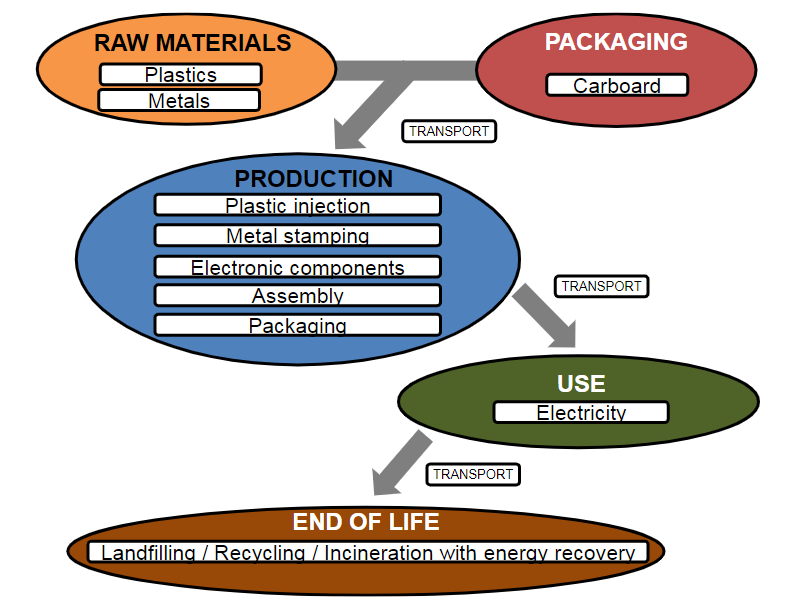 RAW MATERIALS
Plastics
Metals
PACKAGING
Carboard
TRANSPORT
PRODUCTION
Plastic injection
Metal stamping
Electronic components
Assembly
Packaging
TRANSPORT
USE
Electricity
TRANSPORT
END OF LIFE
Landfilling / Recycling / Incineration with energy recovery